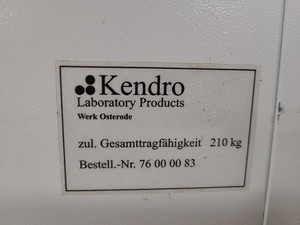 Kendro
Laboratory Products
Werk Osterode
zul. Gesamttragfähigkeit 210 kg
Bestell.-Nr. 76 00 00 83